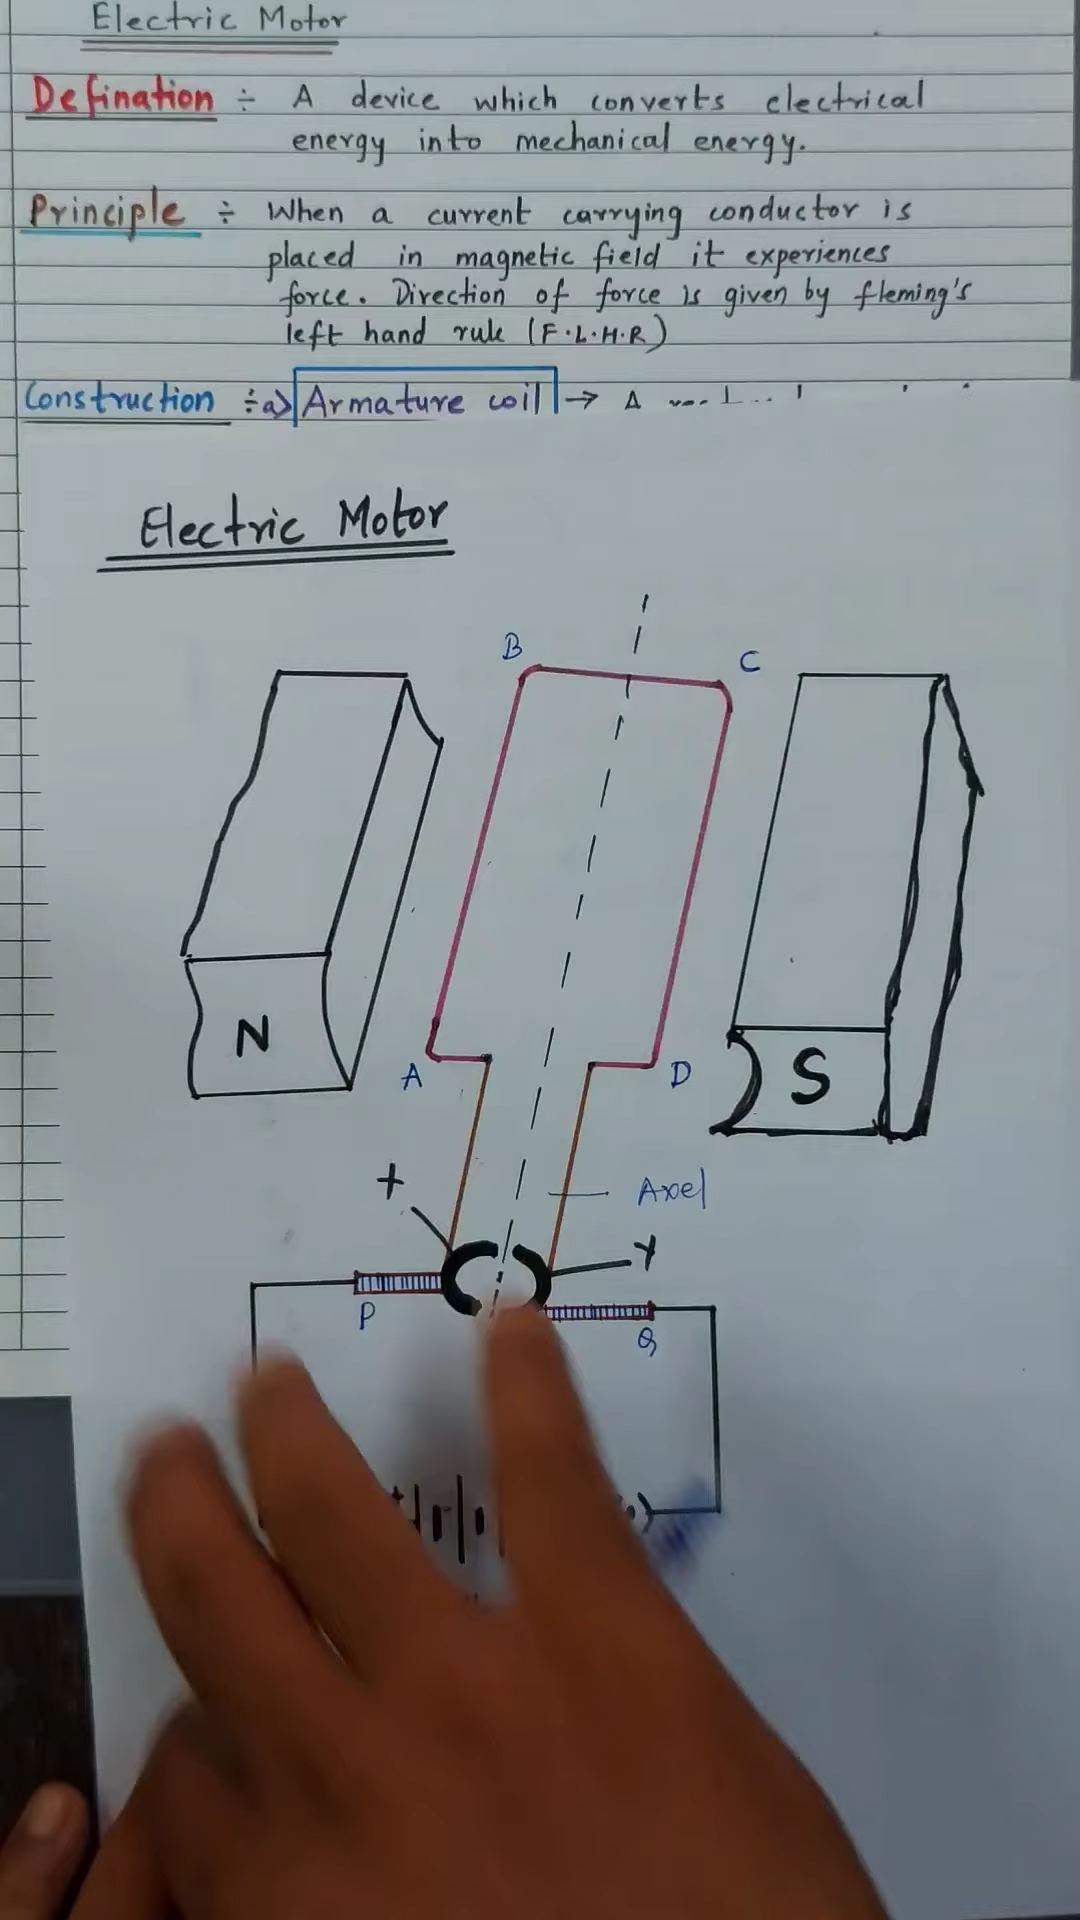 Electric Motor
Defination ÷ A device which converts electrical
energy into mechanical energy.
Principle ÷ When a current carrying conductor is
placed in magnetic field it experiences
force. Direction of force is given by fleming's
left hand rule (F.L.H.R)
Construction ÷ a) Armature coil → A
Electric Motor
B
C
N
A
D
S
Axel
P
Q